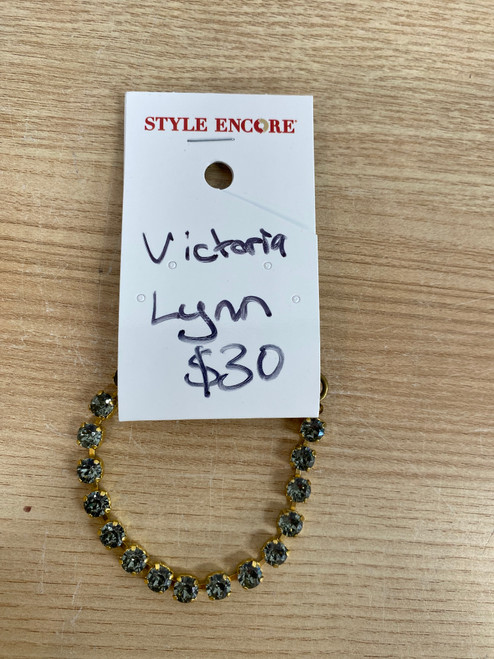 STYLE ENCORE
Victoria
Lynn
$30